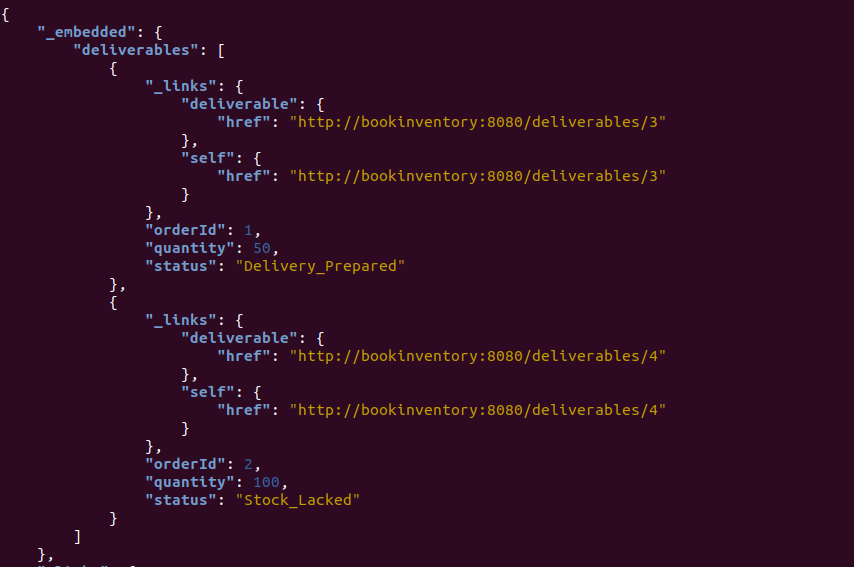 {
    "_embedded": {
        "deliverables": [
            {
                "_links": {
                    "deliverable": {
                        "href": "http://bookinventory:8080/deliverables/3"
                    },
                    "self": {
                        "href": "http://bookinventory:8080/deliverables/3"
                    }
                },
                "orderId": 1,
                "quantity": 50,
                "status": "Delivery_Prepared"
            },
            {
                "_links": {
                    "deliverable": {
                        "href": "http://bookinventory:8080/deliverables/4"
                    },
                    "self": {
                        "href": "http://bookinventory:8080/deliverables/4"
                    }
                },
                "orderId": 2,
                "quantity": 100,
                "status": "Stock_Lacked"
            }
        ]
    },